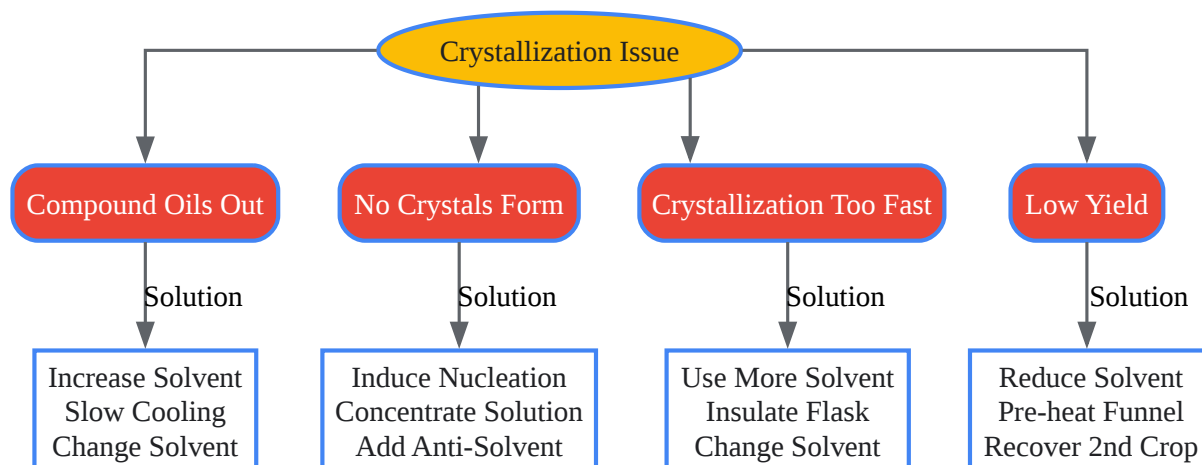 Crystallization Issue
Compound Oils Out
No Crystals Form
Crystallization Too Fast
Low Yield
Solution
Solution
Solution
Solution
Increase Solvent
Slow Cooling
Change Solvent
Induce Nucleation
Concentrate Solution
Add Anti-Solvent
Use More Solvent
Insulate Flask
Change Solvent
Reduce Solvent
Pre-heat Funnel
Recover 2nd Crop